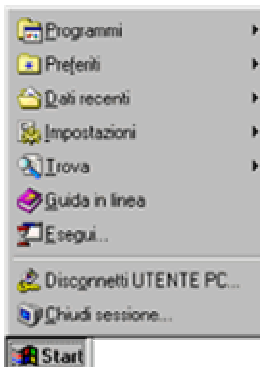 Programmi
Preferiti
Dati recenti
Impostazioni
Trova
Guida in linea
Esegui...
Disconnetti UTENTE PC...
Chiudi sessione...
Start